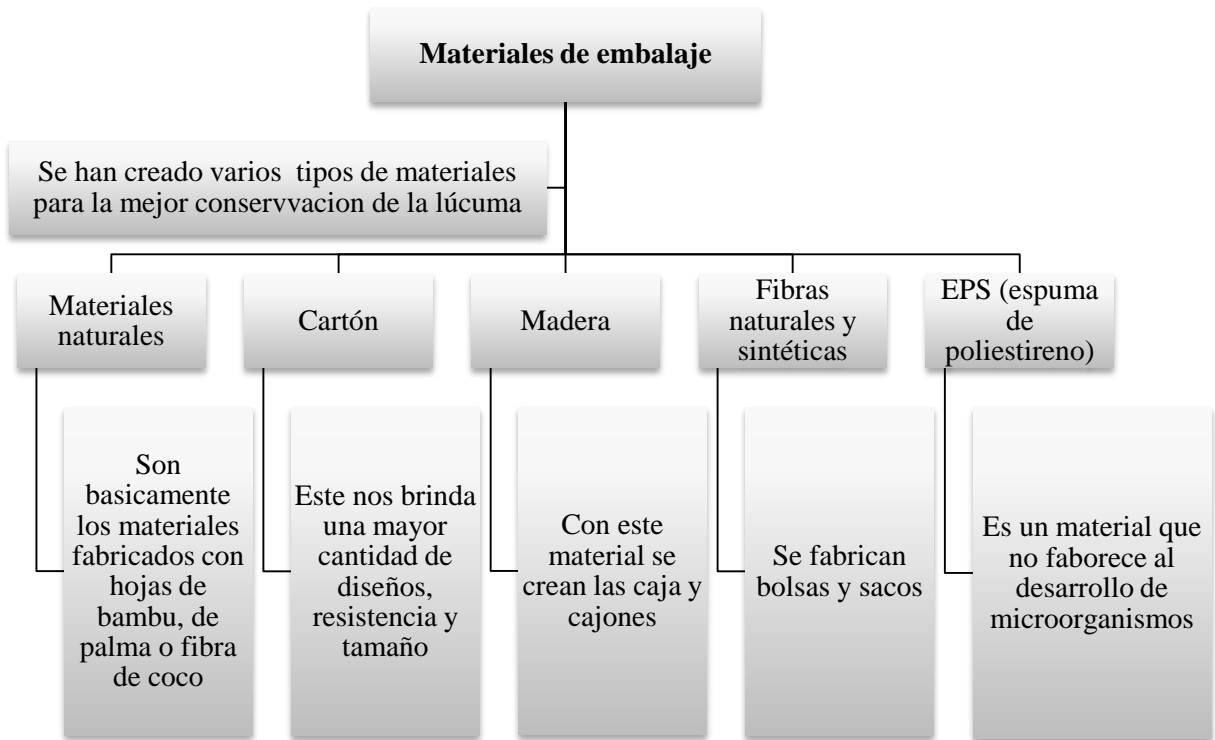 Materiales de embalaje
Se han creado varios tipos de materiales
para la mejor conservvacion de la lúcuma
Materiales
naturales
Cartón
Madera
Fibras
naturales y
sintéticas
EPS (espuma
de
poliestireno)
Son
basicamente
los materiales
fabricados con
hojas de
bambu, de
palma o fibra
de coco
Este nos brinda
una mayor
cantidad de
diseños,
resistencia y
tamaño
Con este
material se
crean las caja y
cajones
Se fabrican
bolsas y sacos
Es un material que
no faborece al
desarrollo de
microorganismos